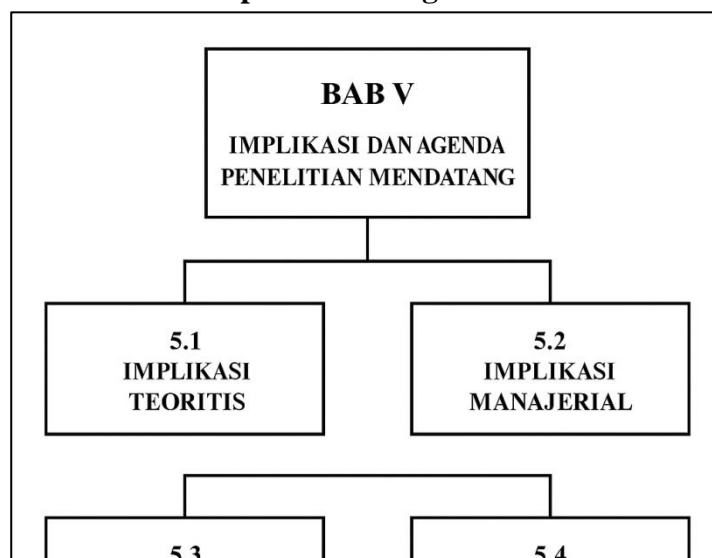 BAB V
IMPLIKASI DAN AGENDA
PENELITIAN MENDATANG
5.1
IMPLIKASI
TEORITIS
5.2
IMPLIKASI
MANAJERIAL
5.3
5.4